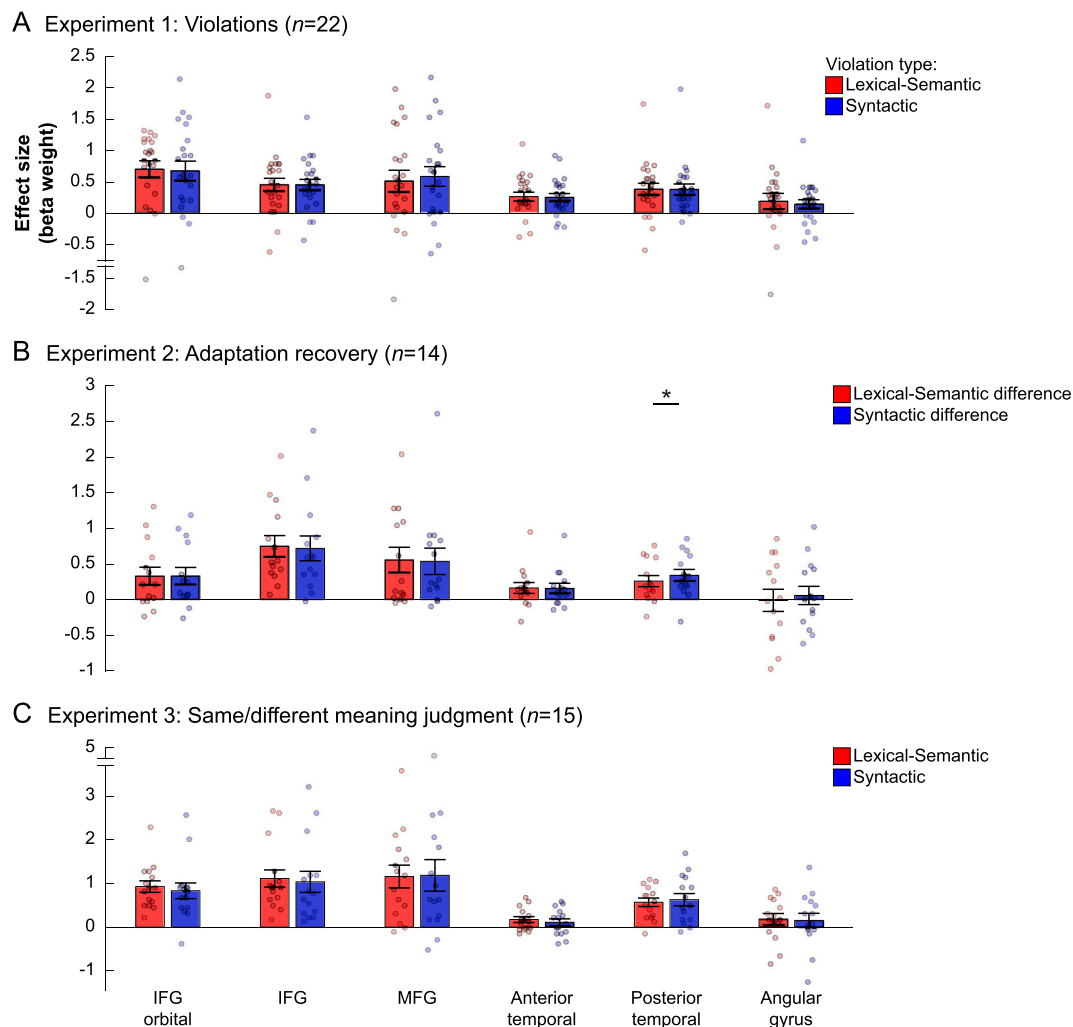 A Experiment 1: Violations (n=22)
Violation type:
Lexical-Semantic
Syntactic
Effect size
(beta weight)
2.5
2
1.5
1
0.5
0
-0.5
-1.5
-2
B Experiment 2: Adaptation recovery (n=14)
Lexical-Semantic difference
Syntactic difference
3
2.5
2
1.5
1
0.5
0
-0.5
-1
*
C Experiment 3: Same/different meaning judgment (n=15)
Lexical-Semantic
Syntactic
5
3
2
1
0
-1
IFG
orbital
IFG
MFG
Anterior
temporal
Posterior
temporal
Angular
gyrus